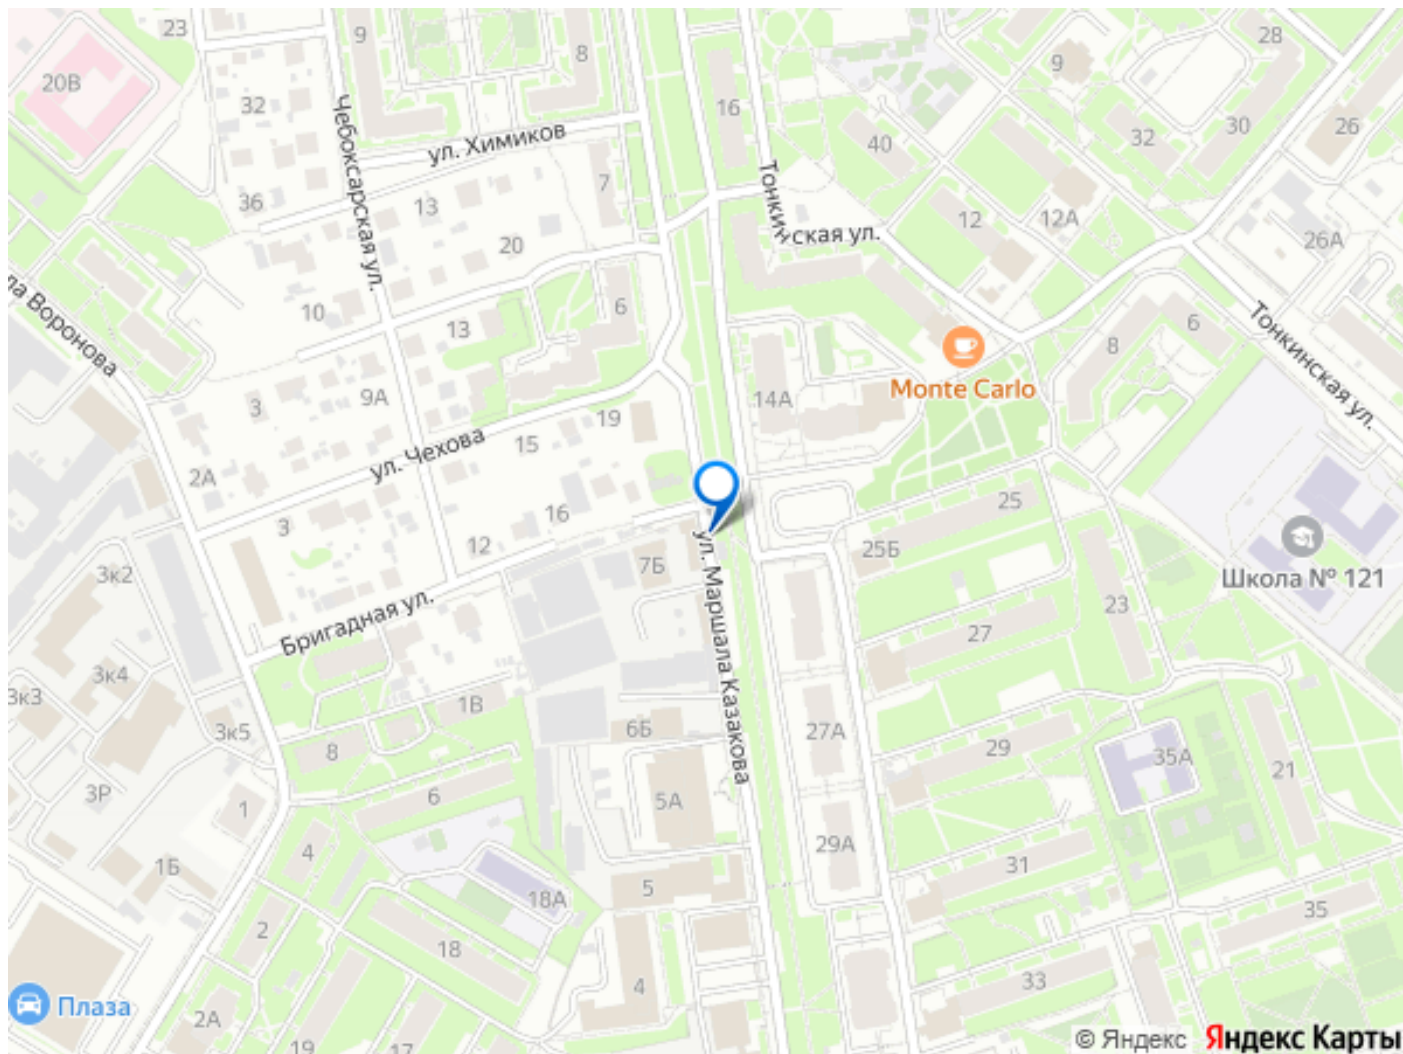 23
9
8
28
9
20В
32
16
40
32
30
26
ул. Химиков
Чебоксарская ул.
7
Тонкинская ул.
36
13
12
12А
20
26А
ла Воронова
10
13
6
Тонкинская ул.
6
8
Monte Carlo
3
9А
14А
19
15
ул. Чехова
2А
3
16
12
25
25Б
7Б
Школа № 121
3к2
ул. Маршала Казакова
23
Бригадная ул.
27
3к4
3к3
1В
3к5
6Б
27А
29
35А
21
8
3Р
6
5А
1
29А
4
1Б
31
5
18А
35
2
18
33
4
Плаза
2А
19
17
© Яндекс
Яндекс Карты